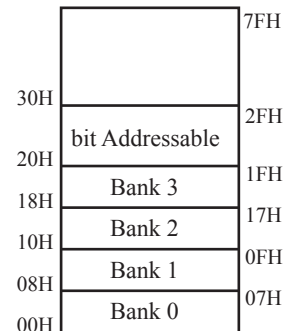 7FH
30H
2FH
bit Addressable
20H
1FH
Bank 3
18H
17H
Bank 2
10H
0FH
Bank 1
08H
07H
Bank 0
00H